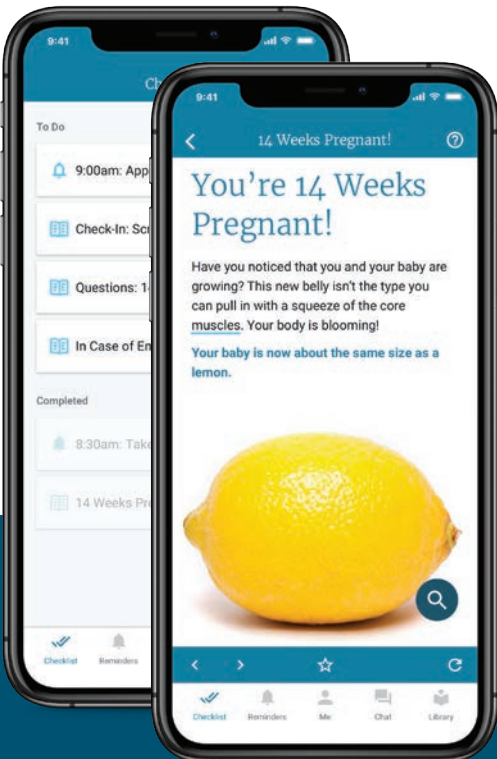 9:41
To Do
9:00am: App
Check-In: Scr
Questions: 14
In Case of Em
Completed
8:30am: Take
14 Weeks Pre
Checklist
Reminders
9:41
14 Weeks Pregnant!
You're 14 Weeks
Pregnant!
Have you noticed that you and your baby are
growing? This new belly isn't the type you
can pull in with a squeeze of the core
muscles. Your body is blooming!
Your baby is now about the same size as a
lemon.
Checklist
Reminders
Me
Chat
Library